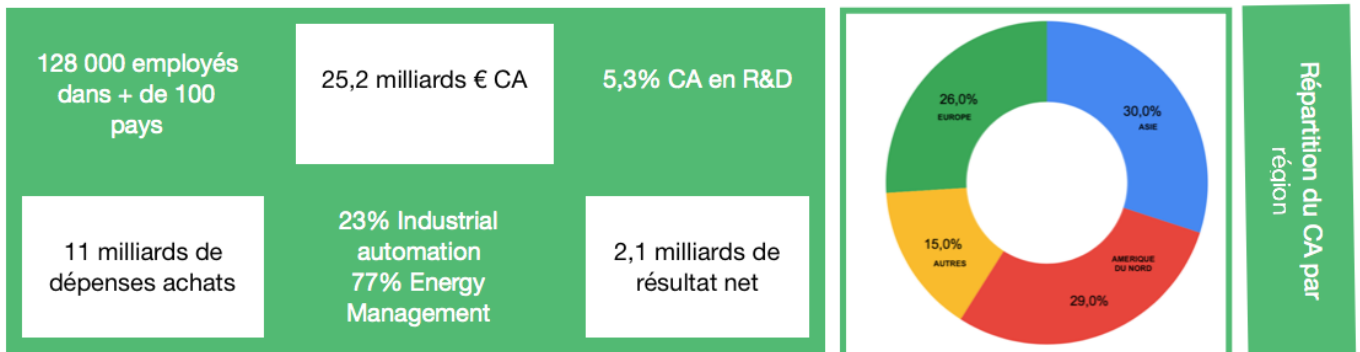 128 000 employés
dans + de 100
pays
25,2 milliards € CA
5,3% CA en R&D
11 milliards de
dépenses achats
23% Industrial
automation
77% Energy
Management
2,1 milliards de
résultat net
26,0%
EUROPE
30,0%
ASIE
15,0%
AUTRES
AMERIQUE
DU NORD
29,0%
Répartition du CA par
région